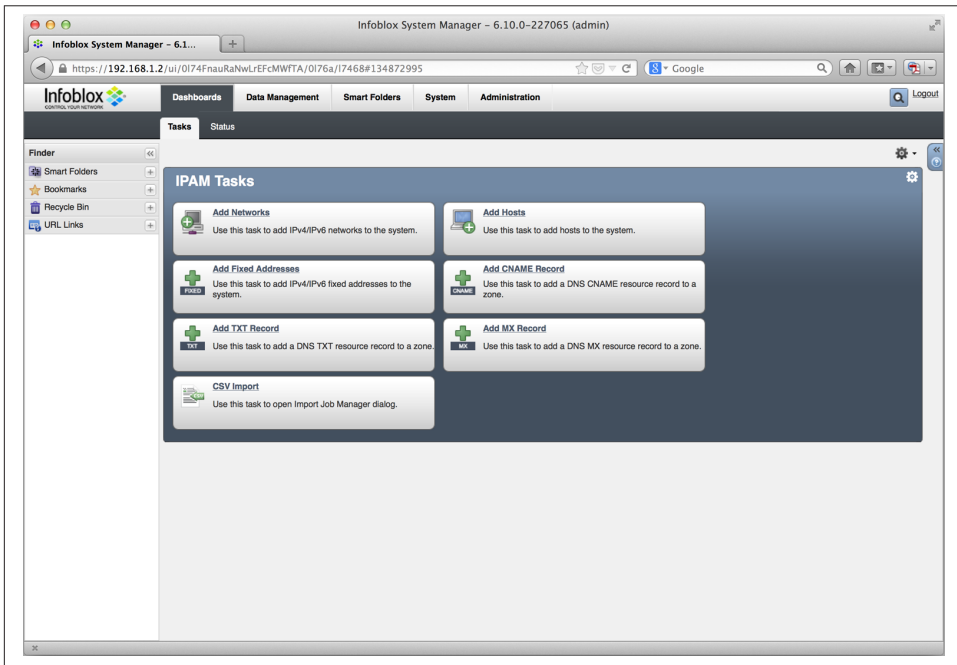 Infoblox System Manager – 6.10.0-227065 (admin)
Infoblox System Manager – 6.1...
https://192.168.1.2/ui/0I74FnauRaNwLrEFcMWfTA/0I76a/I7468#134872995
Google
Infoblox
CONTROL YOUR NETWORK
Dashboards Data Management Smart Folders System Administration
Logout
Tasks Status
Finder
Smart Folders
Bookmarks
Recycle Bin
URL Links
IPAM Tasks
Add Networks
Use this task to add IPv4/IPv6 networks to the system.
Add Hosts
Use this task to add hosts to the system.
FIXED
Add Fixed Addresses
Use this task to add IPv4/IPv6 fixed addresses to the
system.
CNAME
Add CNAME Record
Use this task to add a DNS CNAME resource record to a
zone.
TXT
Add TXT Record
Use this task to add a DNS TXT resource record to a zone.
MX
Add MX Record
Use this task to add a DNS MX resource record to a zone.
CSV Import
Use this task to open Import Job Manager dialog.